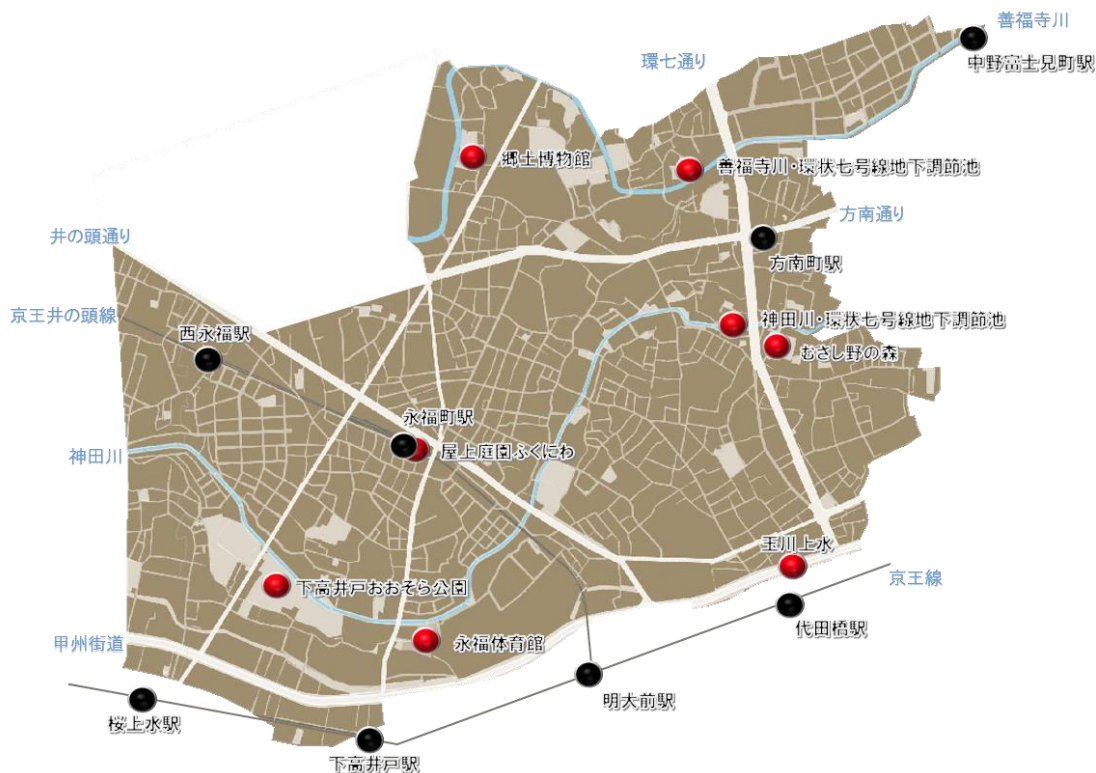 善福寺川
環七通り
中野富士見町駅
郷土博物館
善福寺川・環状七号線地下調節池
方南通り
井の頭通り
方南町駅
京王井の頭線
神田川・環状七号線地下調節池
西永福駅
むさし野の森
永福町駅
屋上庭園ふくにわ
神田川
玉川上水
京王線
下高井戸おおぞら公園
代田橋駅
甲州街道
永福体育館
明大前駅
桜上水駅
下高井戸駅